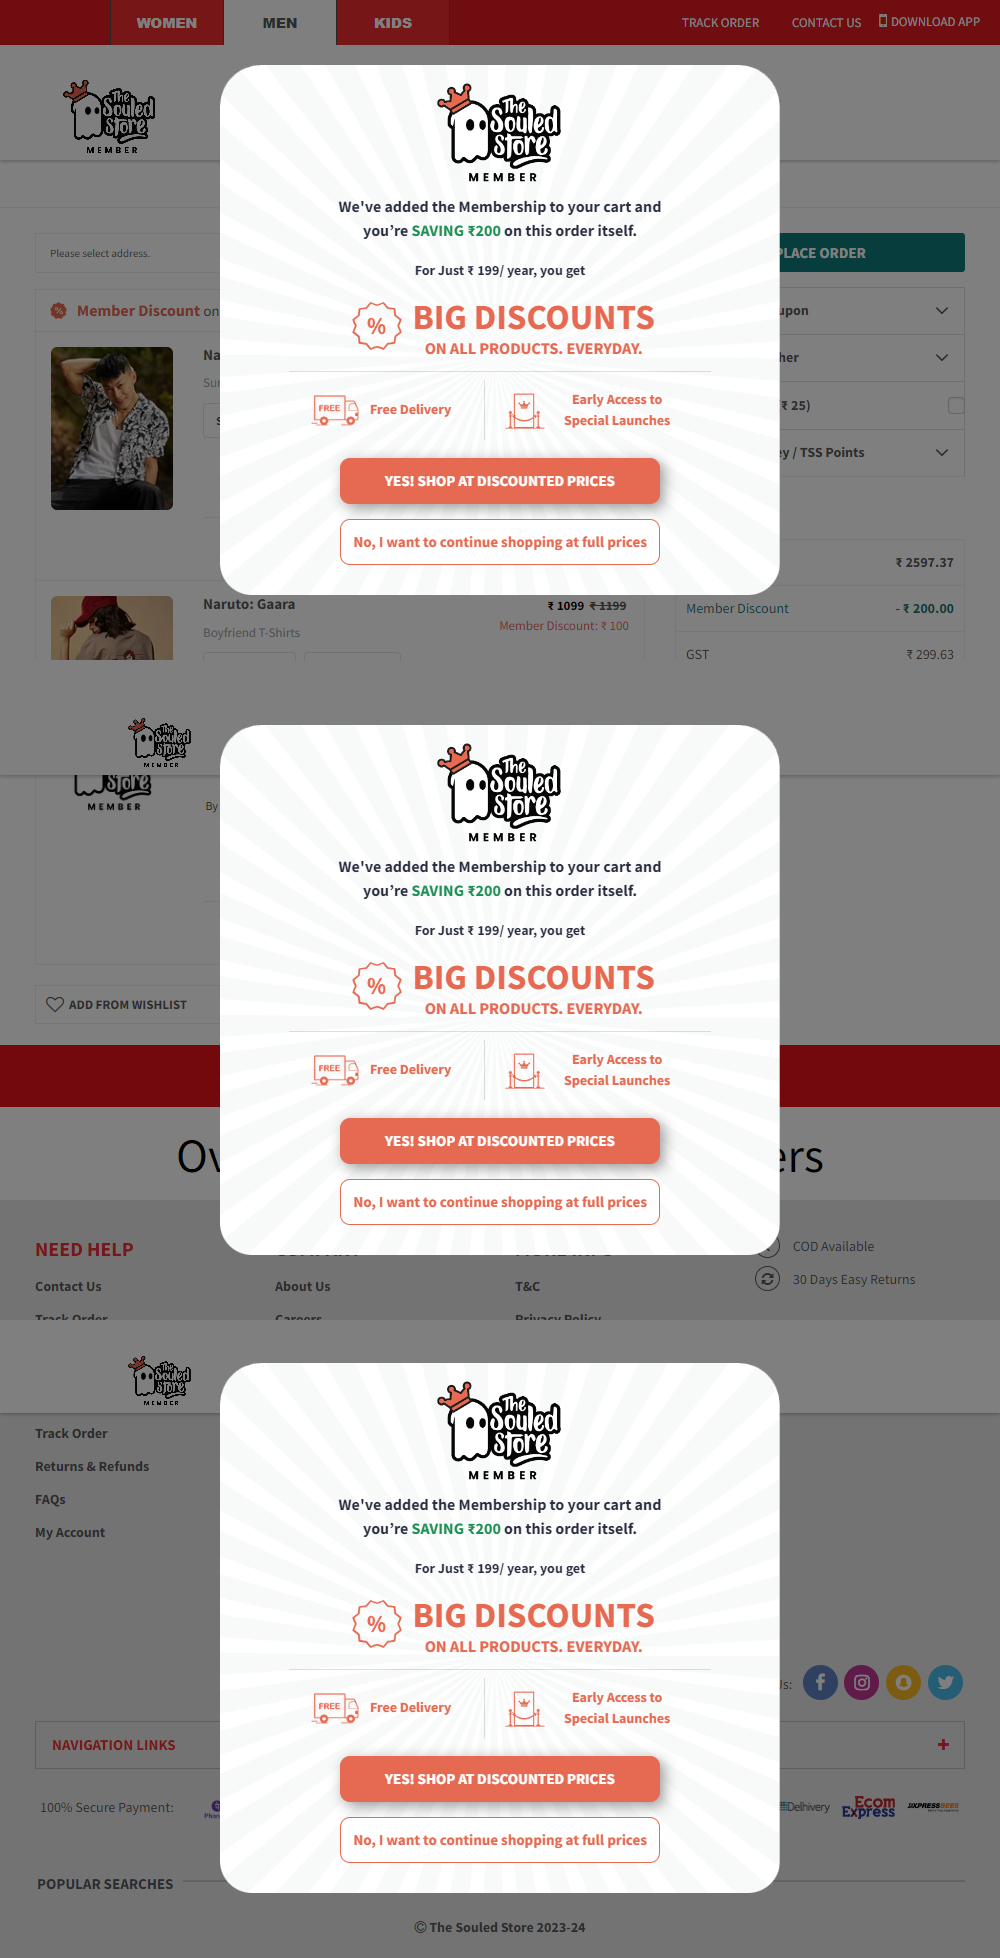 WOMEN
MEN
KIDS
TRACK ORDER
CONTACT US
DOWNLOAD APP
The
Souled
Store
MEMBER
The
Souled
Store
MEMBER
We've added the Membership to your cart and
you're SAVING ₹200 on this order itself.
For Just ₹ 199/ year, you get
%
BIG DISCOUNTS
ON ALL PRODUCTS. EVERYDAY.
FREE
Free Delivery
Early Access to
Special Launches
YES! SHOP AT DISCOUNTED PRICES
No, I want to continue shopping at full prices
Please select address.
PLACE ORDER
Member Discount on
(₹ 25)
/ TSS Points
₹ 2597.37
Naruto: Gaara
₹ 1099 ₹ 1199
Member Discount: ₹ 100
Boyfriend T-Shirts
Member Discount
- ₹ 200.00
GST
₹ 299.63
The
Souled
Store
MEMBER
Store
MEMBER
By
The
Souled
Store
MEMBER
We've added the Membership to your cart and
you're SAVING ₹200 on this order itself.
For Just ₹ 199/ year, you get
%
BIG DISCOUNTS
ON ALL PRODUCTS. EVERYDAY.
FREE
Free Delivery
Early Access to
Special Launches
YES! SHOP AT DISCOUNTED PRICES
No, I want to continue shopping at full prices
ADD FROM WISHLIST
NEED HELP
COD Available
Contact Us
About Us
T&C
30 Days Easy Returns
Track Order
Careers
Privacy Policy
The
Souled
Store
MEMBER
The
Souled
Store
MEMBER
We've added the Membership to your cart and
you're SAVING ₹200 on this order itself.
For Just ₹ 199/ year, you get
%
BIG DISCOUNTS
ON ALL PRODUCTS. EVERYDAY.
FREE
Free Delivery
Early Access to
Special Launches
YES! SHOP AT DISCOUNTED PRICES
No, I want to continue shopping at full prices
Track Order
Returns & Refunds
FAQs
My Account
Us:
NAVIGATION LINKS
+
100% Secure Payment:
Delhivery
Ecom
Express
XPRESSBEES
POPULAR SEARCHES
© The Souled Store 2023-24